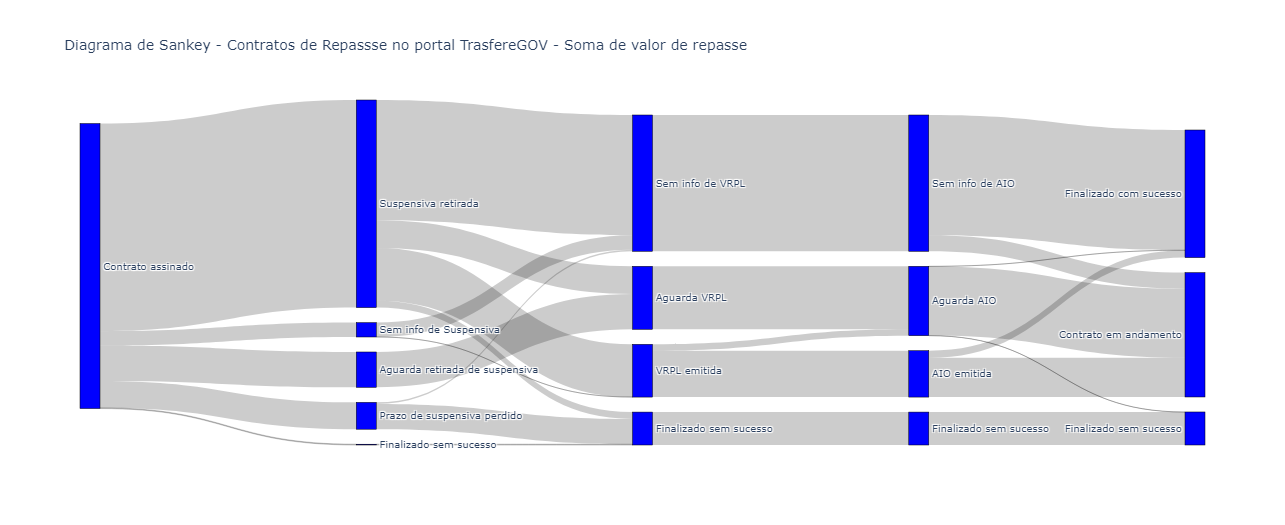 Diagrama de Sankey - Contratos de Repassse no portal TrasfereGOV - Soma de valor de repasse
Contrato assinado
Suspensiva retirada
Sem info de Suspensiva
Aguarda retirada de suspensiva
Prazo de suspensiva perdido
Finalizado sem sucesso
Sem info de VRPL
Aguarda VRPL
VRPL emitida
Finalizado sem sucesso
Sem info de AIO
Aguarda AIO
AIO emitida
Finalizado sem sucesso
Finalizado com sucesso
Contrato em andamento
Finalizado sem sucesso